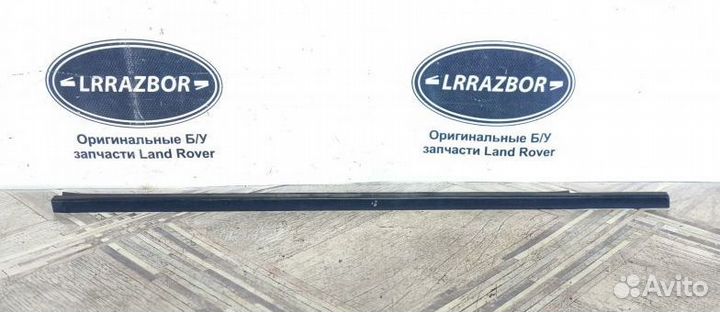 LRRAZBOR
Оригинальные Б/У
запчасти Land Rover
LRRAZBOR
Оригинальные Б/У
запчасти Land Rover
Avito